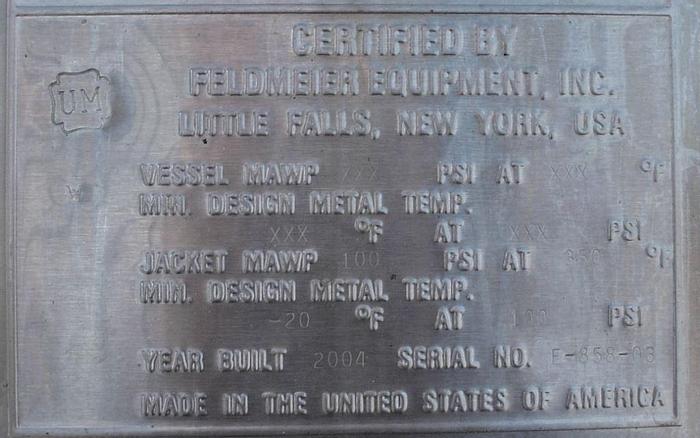 CERTIFIED BY
UM
FELDMEIER EQUIPMENT, INC.
LITTLE FALLS, NEW YORK, USA
VESSEL MAWP XXX PSI AT XXX °F
W
MIN. DESIGN METAL TEMP.
XXX °F AT XXX PSI
JACKET MAWP 100 PSI AT 350 °F
MIN. DESIGN METAL TEMP.
-20 °F AT 100 PSI
YEAR BUILT 2004 SERIAL NO. E-858-03
MADE IN THE UNITED STATES OF AMERICA